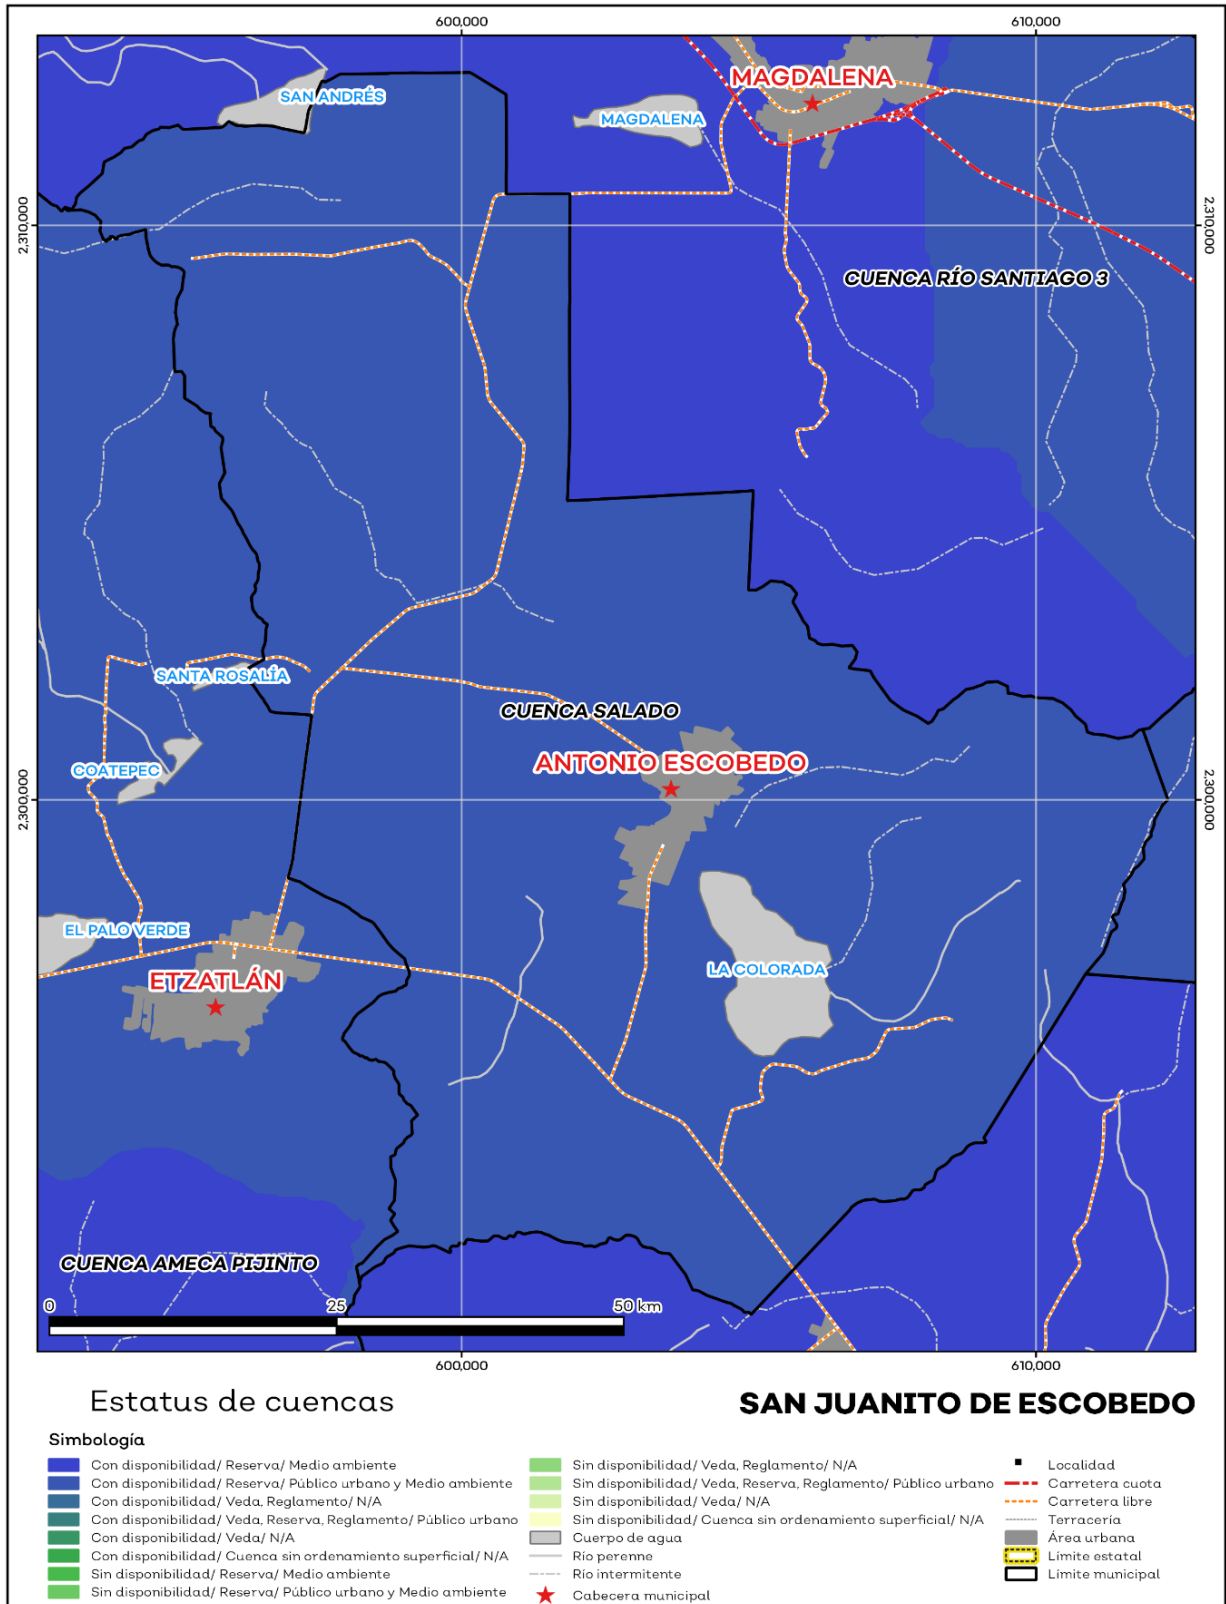 600,000
610,000
MAGDALENA
SAN ANDRÉS
MAGDALENA
2,310,000
2,310,000
CUENCA RÍO SANTIAGO 3
SANTA ROSALÍA
CUENCA SALADO
COATEPEC
ANTONIO ESCOBEDO
2,300,000
2,300,000
EL PALO VERDE
LA COLORADA
ETZATLÁN
CUENCA AMECA PIJINTO
0
25
50 km
600,000
610,000
Estatus de cuencas
SAN JUANITO DE ESCOBEDO
Simbología
Con disponibilidad/ Reserva/ Medio ambiente
Con disponibilidad/ Reserva/ Público urbano y Medio ambiente
Con disponibilidad/ Veda, Reglamento/ N/A
Con disponibilidad/ Veda, Reserva, Reglamento/ Público urbano
Con disponibilidad/ Veda/ N/A
Con disponibilidad/ Cuenca sin ordenamiento superficial/ N/A
Sin disponibilidad/ Reserva/ Medio ambiente
Sin disponibilidad/ Reserva/ Público urbano y Medio ambiente
Sin disponibilidad/ Veda, Reglamento/ N/A
Sin disponibilidad/ Veda, Reserva, Reglamento/ Público urbano
Sin disponibilidad/ Veda/ N/A
Sin disponibilidad/ Cuenca sin ordenamiento superficial/ N/A
Cuerpo de agua
Río perenne
Río intermitente
Cabecera municipal
Localidad
Carretera cuota
Carretera libre
Terracería
Área urbana
Límite estatal
Límite municipal